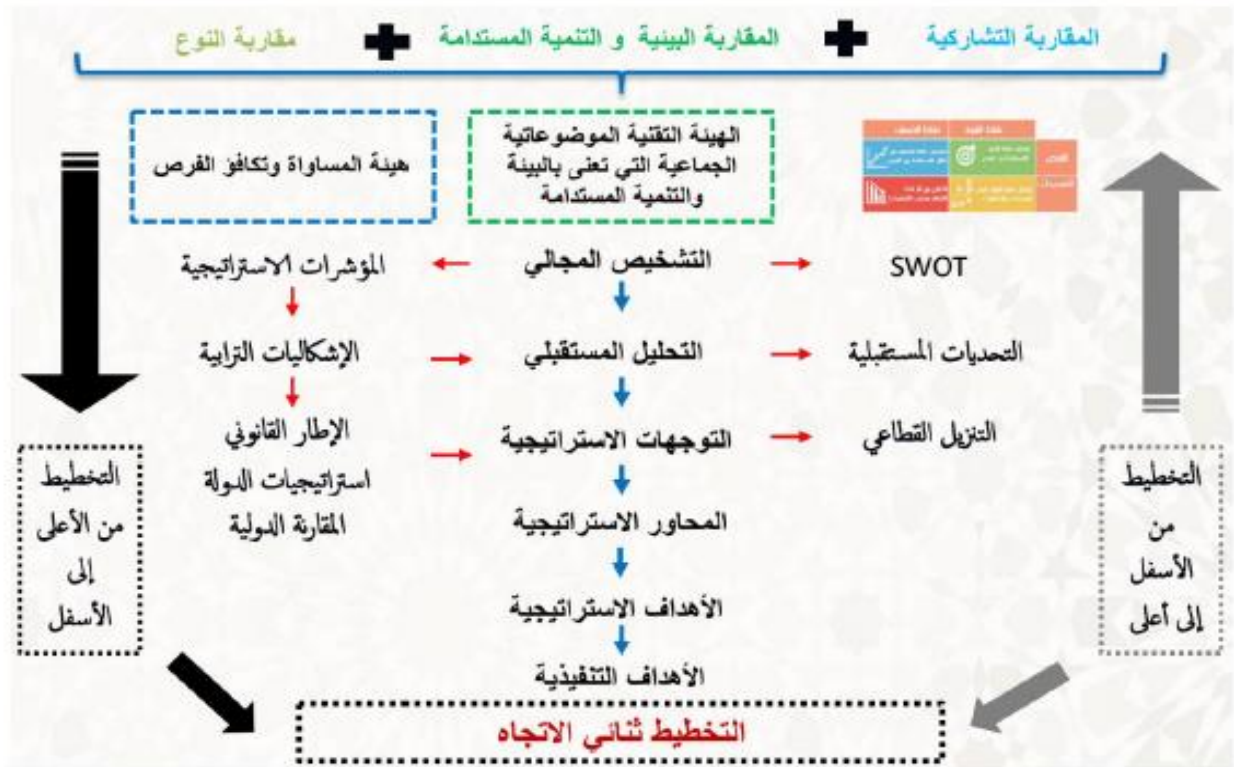 المقاربة التشاركية + المقاربة البيئية و التنمية المستدامة + مقاربة النوع
الهيئة التقنية الموضوعاتية
الجماعية التي تعنى بالبيئة
والتنمية المستدامة
هيئة المساواة وتكافؤ الفرص
SWOT
التشخيص المجالي
المؤشرات الاستراتيجية
التحديات المستقبلية
التحليل المستقبلي
الإشكاليات الترابية
التنزيل القطاعي
التوجهات الاستراتيجية
الإطار القانوني
استراتيجيات الدولة
المقارنة الدولية
المحاور الاستراتيجية
الأهداف الاستراتيجية
الأهداف التنفيذية
التخطيط
من
الأسفل
إلى أعلى
التخطيط
من الأعلى
إلى
الأسفل
التخطيط ثنائي الاتجاه